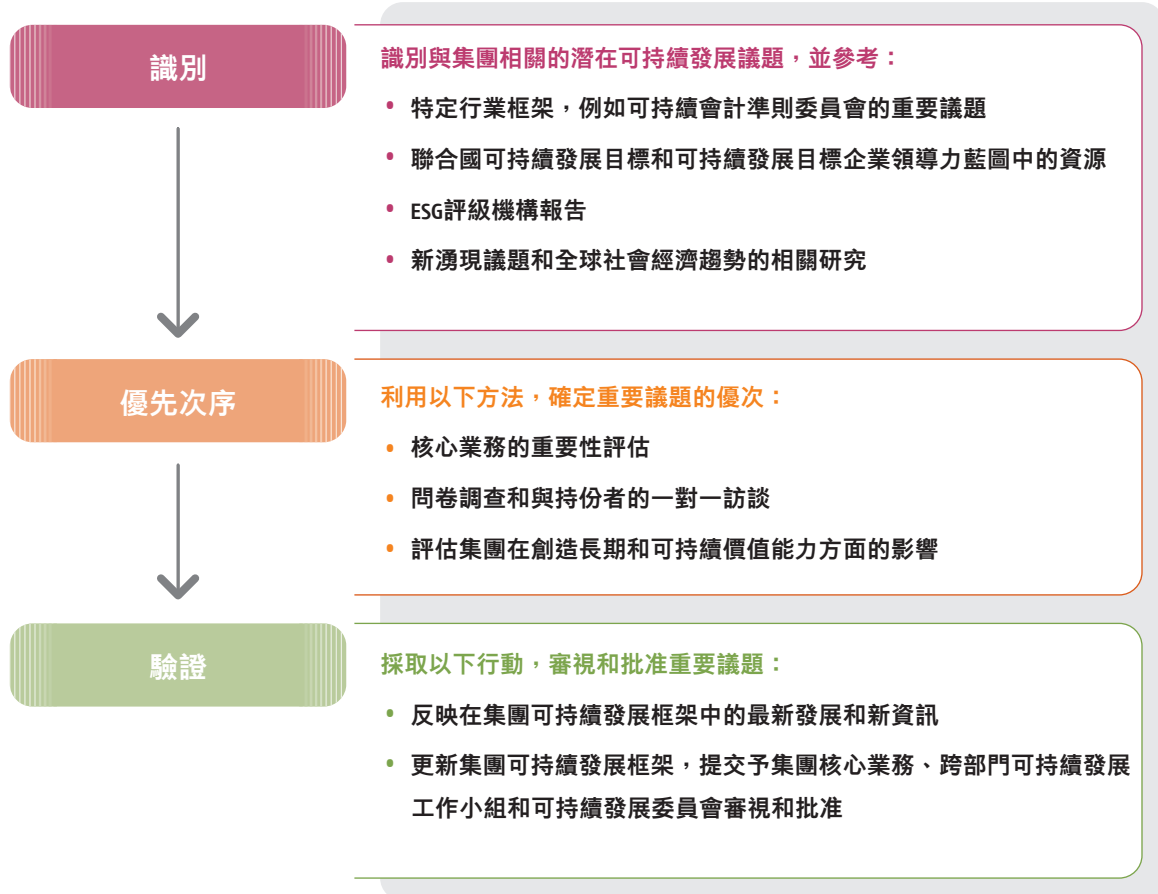 識別
識別與集團相關的潛在可持續發展議題，並參考：
• 特定行業框架，例如可持續會計準則委員會的重要議題
• 聯合國可持續發展目標和可持續發展目標企業領導力藍圖中的資源
• ESG評級機構報告
• 新湧現議題和全球社會經濟趨勢的相關研究
優先次序
利用以下方法，確定重要議題的優次：
• 核心業務的重要性評估
• 問卷調查和與持份者的一對一訪談
• 評估集團在創造長期和可持續價值能力方面的影響
驗證
採取以下行動，審視和批准重要議題：
• 反映在集團可持續發展框架中的最新發展和新資訊
• 更新集團可持續發展框架，提交予集團核心業務、跨部門可持續發展
工作小組和可持續發展委員會審視和批准